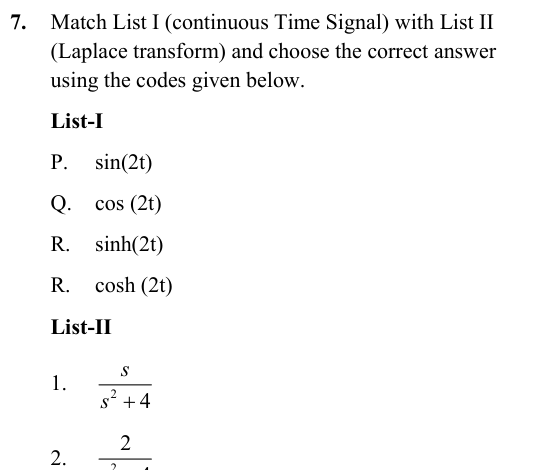 7. Match List I (continuous Time Signal) with List II
(Laplace transform) and choose the correct answer
using the codes given below.
List-I
P. sin(2t)
Q. cos (2t)
R. sinh(2t)
R. cosh (2t)
List-II
1. s
s² + 4
2. 2